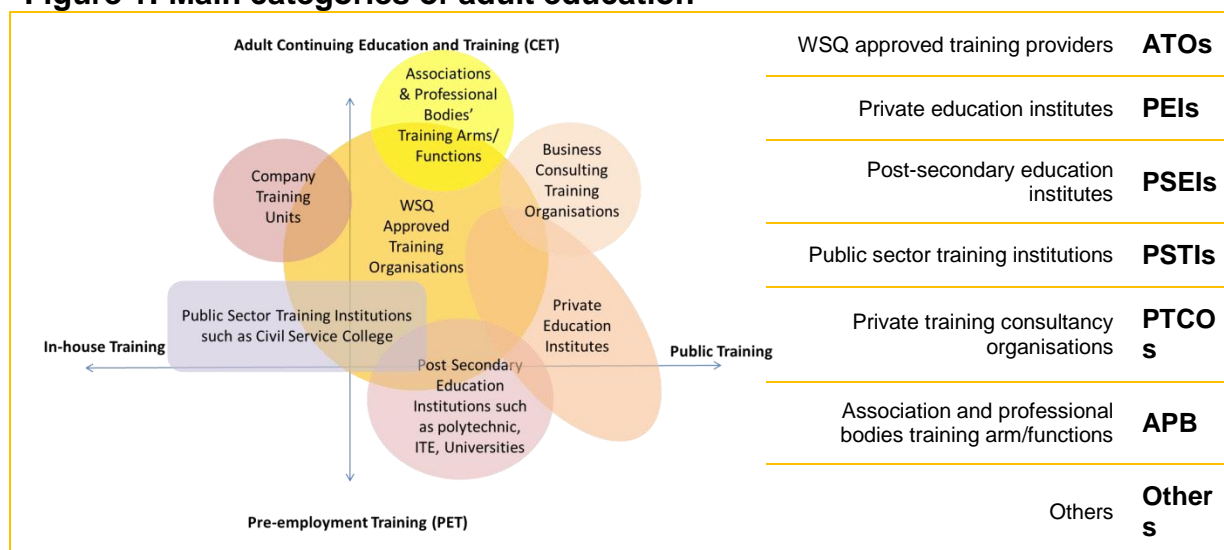 Figure 1: Main categories of adult education
Adult Continuing Education and Training (CET)
Associations
& Professional
Bodies'
Training Arms/
Functions
Business
Consulting
Training
Organisations
Company
Training
Units
WSQ
Approved
Training
Organisations
Public Sector Training Institutions
such as Civil Service College
Private
Education
Institutes
In-house Training
Public Training
Post Secondary
Education
Institutions such
as polytechnic,
ITE, Universities
Pre-employment Training (PET)
WSQ approved training providers ATOs
Private education institutes PEIs
Post-secondary education
institutes PSEIs
Public sector training institutions PSTIs
Private training consultancy PTCO
organisations s
Association and professional
bodies training arm/functions APB
Others Other
s